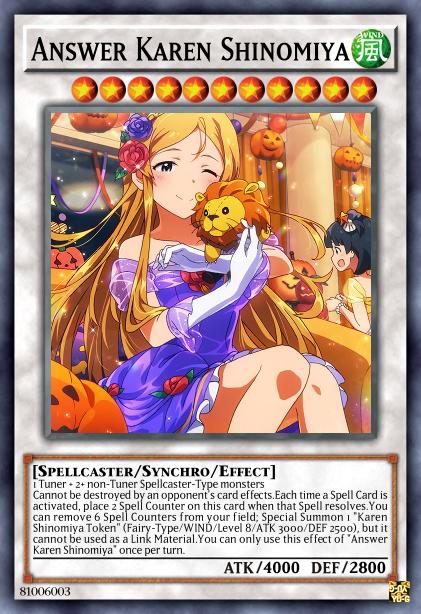 Answer Karen Shinomiya
WIND
風
[Spellcaster/Synchro/Effect]
1 Tuner + 2+ non-Tuner Spellcaster-Type monsters
Cannot be destroyed by an opponent's card effects.Each time a Spell Card is
activated, place 2 Spell Counter on this card when that Spell resolves.You
can remove 6 Spell Counters from your field; Special Summon 1 "Karen
Shinomiya Token" (Fairy-Type/WIND/Level 8/ATK 3000/DEF 2500), but it
cannot be used as a Link Material.You can only use this effect of "Answer
Karen Shinomiya" once per turn.
ATK/4000 DEF/2800
81006003